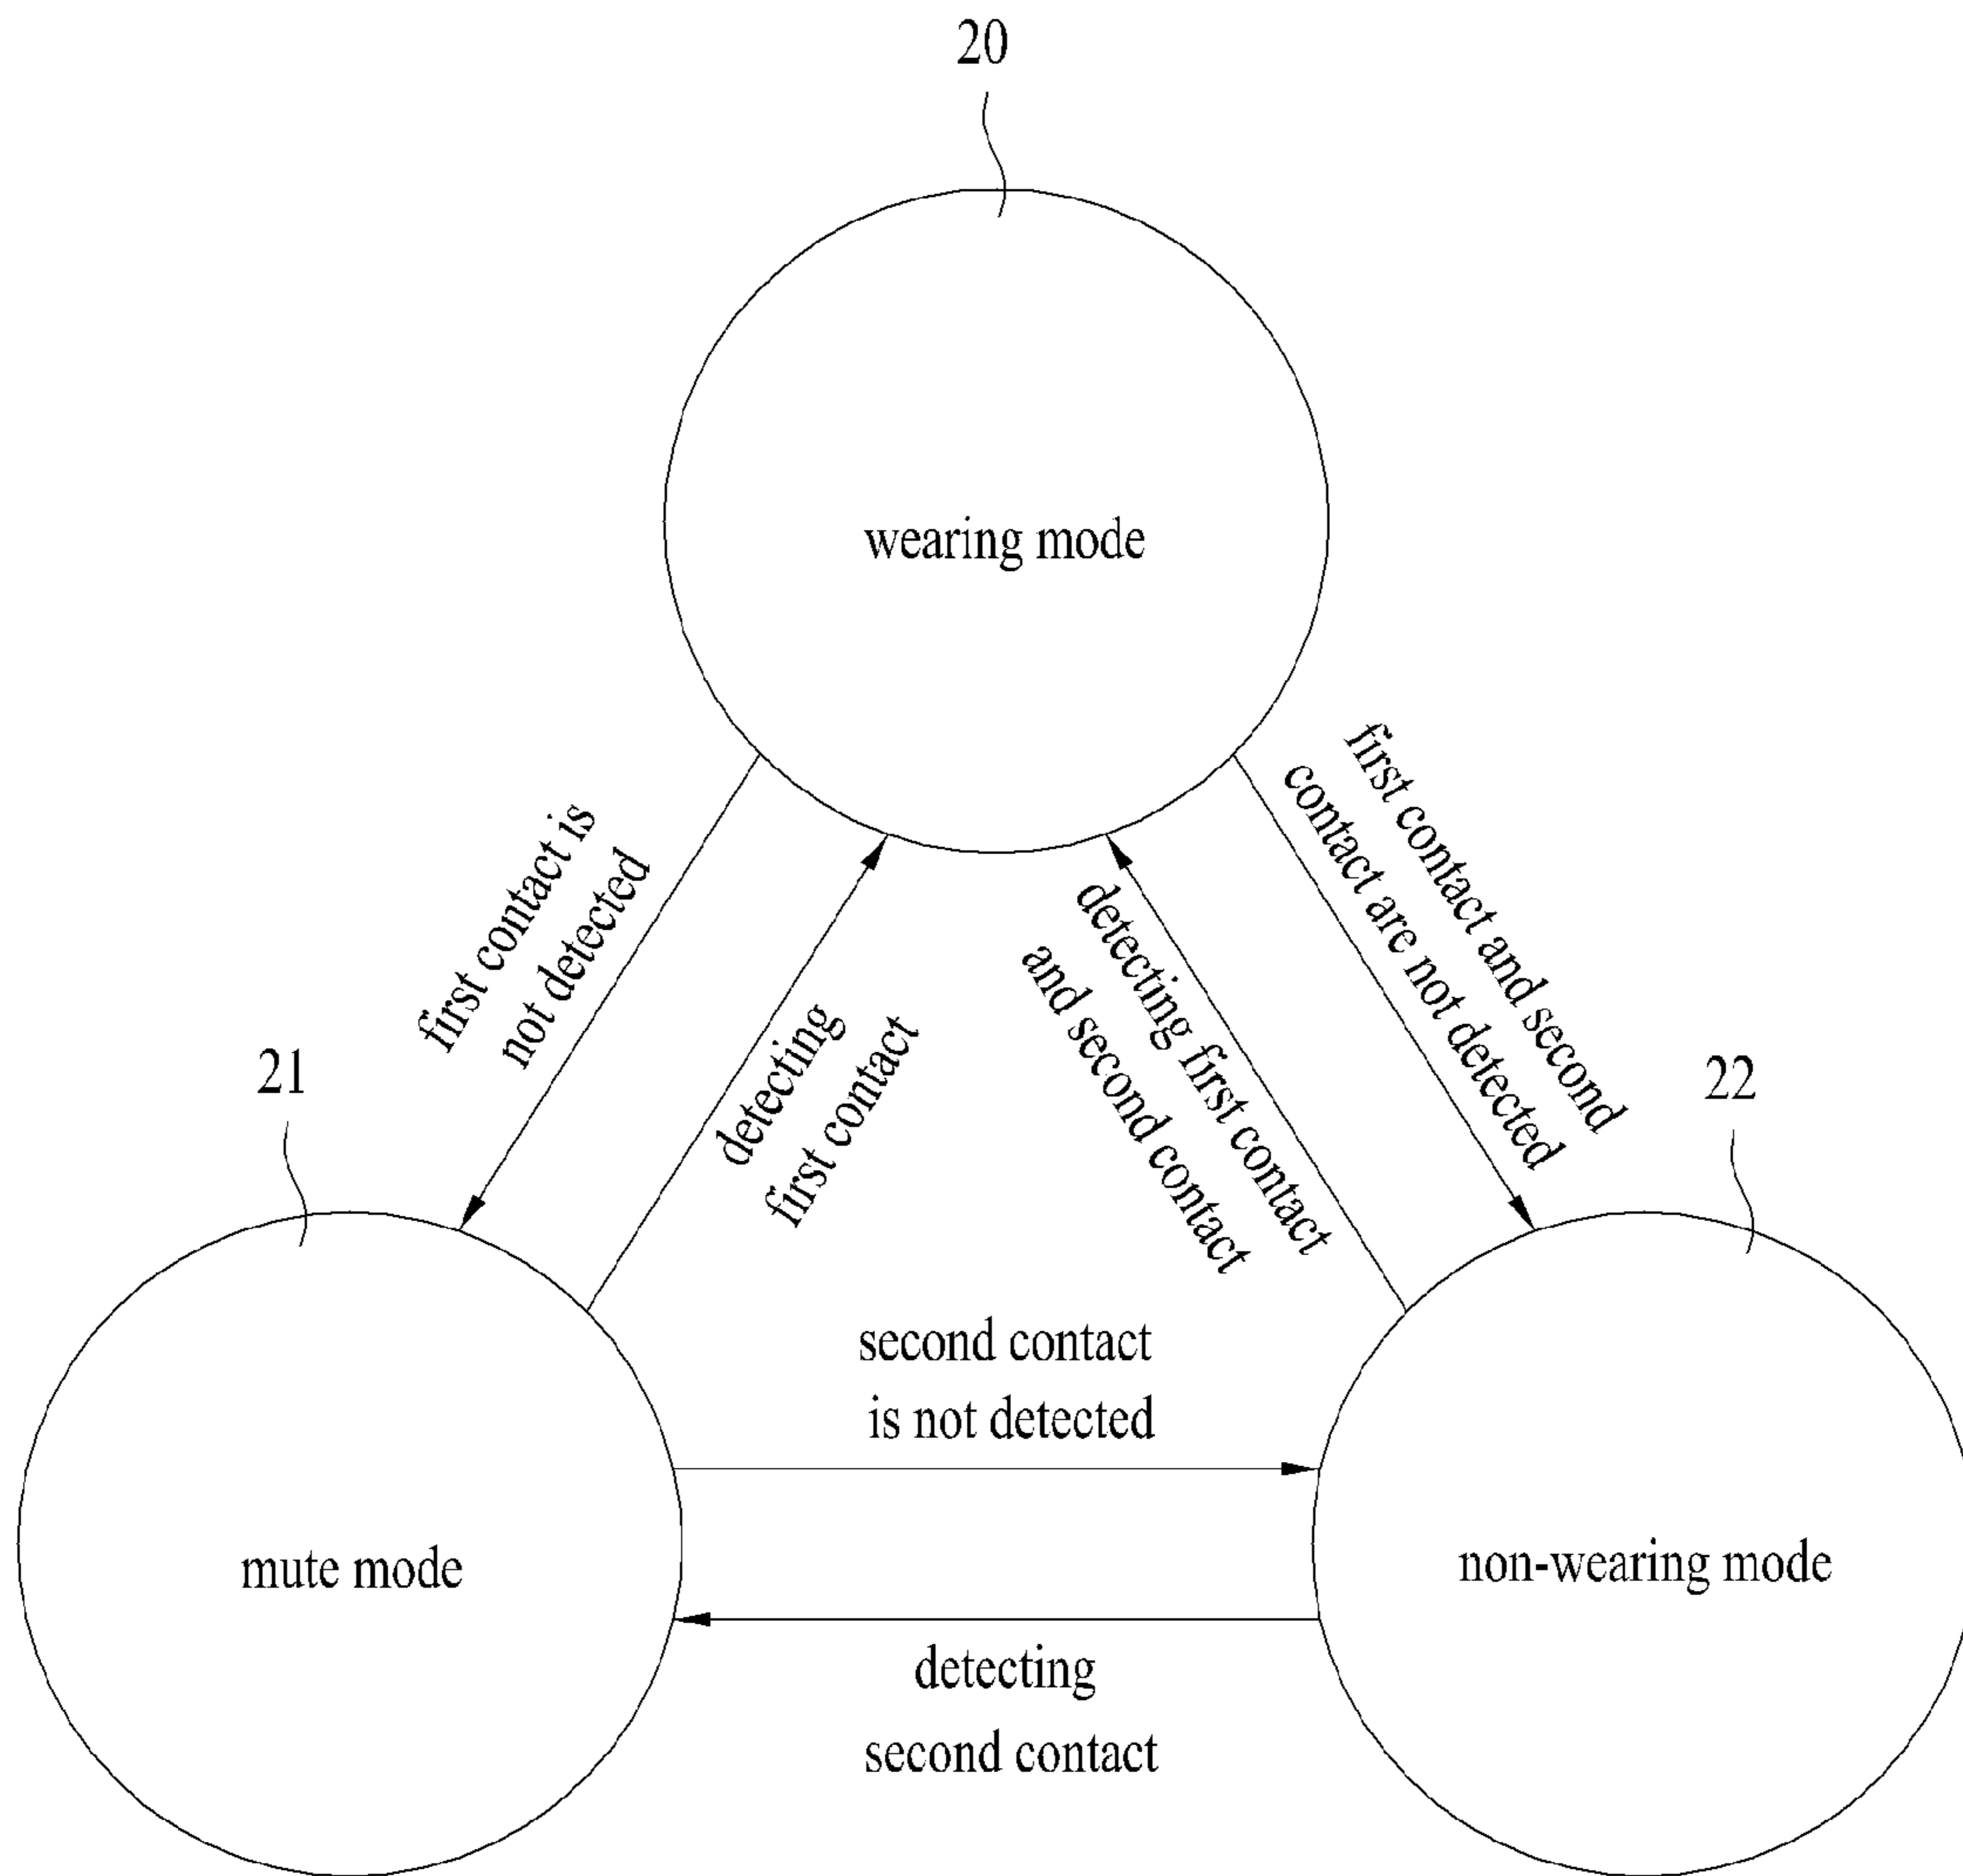 20
wearing mode
first contact is
not detected
detecting
first contact
first contact and second
contact are not detected
detecting first contact
and second contact
21
22
second contact
is not detected
mute mode
non-wearing mode
detecting
second contact